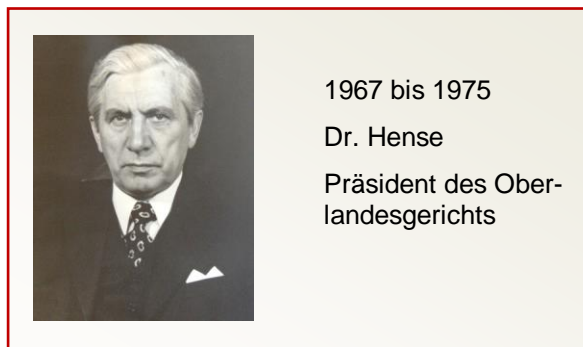 1967 bis 1975
Dr. Hense
Präsident des Ober-
landesgerichts